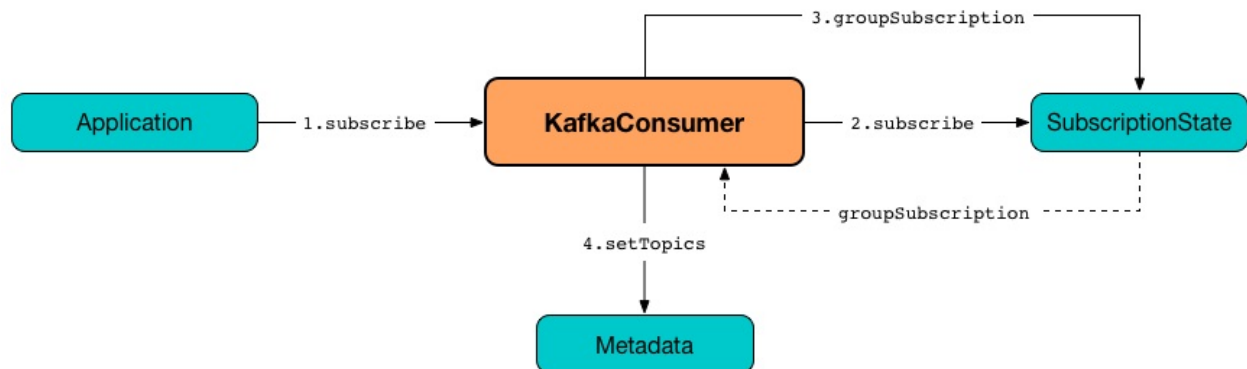 3.groupSubscription
Application
1.subscribe
KafkaConsumer
2.subscribe
SubscriptionState
groupSubscription
4.setTopics
Metadata